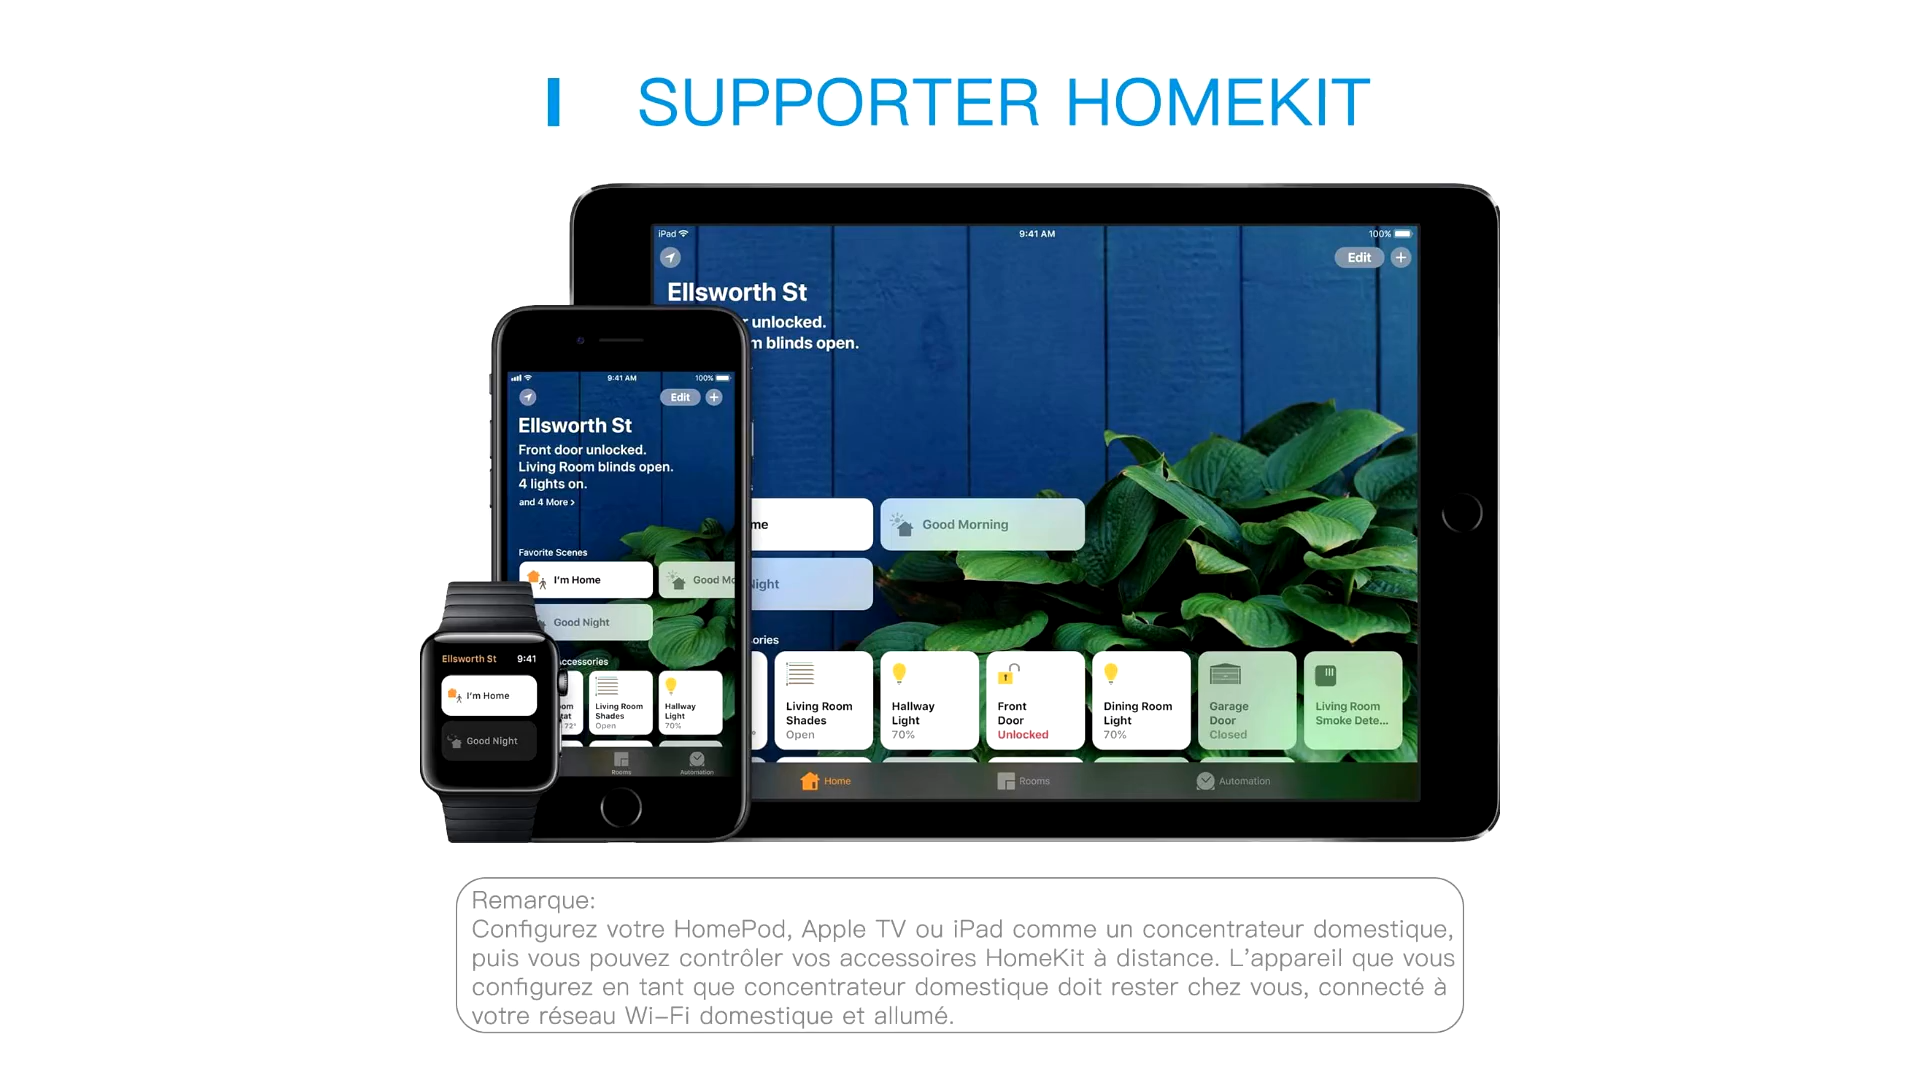 SUPPORTER HOMEKIT
iPad
9:41 AM
100%
Edit
Ellsworth St
unlocked.
blinds open.
Good Morning
Living Room
Shades
Open
Hallway
Light
70%
Front
Door
Unlocked
Dining Room
Light
70%
Garage
Door
Closed
Living Room
Smoke Dete...
Home
Rooms
Automation
9:41 AM
100%
Edit
Ellsworth St
Front door unlocked.
Living Room blinds open.
4 lights on.
and 4 More >
Favorite Scenes
I'm Home
Good Mo
Good Night
Accessories
72°
Living Room
Shades
Open
Hallway
Light
70%
Rooms
Automation
Ellsworth St 9:41
I'm Home
Good Night
Remarque:
Configurez votre HomePod, Apple TV ou iPad comme un concentrateur domestique,
puis vous pouvez contrôler vos accessoires HomeKit à distance. L'appareil que vous
configurez en tant que concentrateur domestique doit rester chez vous, connecté à
votre réseau Wi–Fi domestique et allumé.